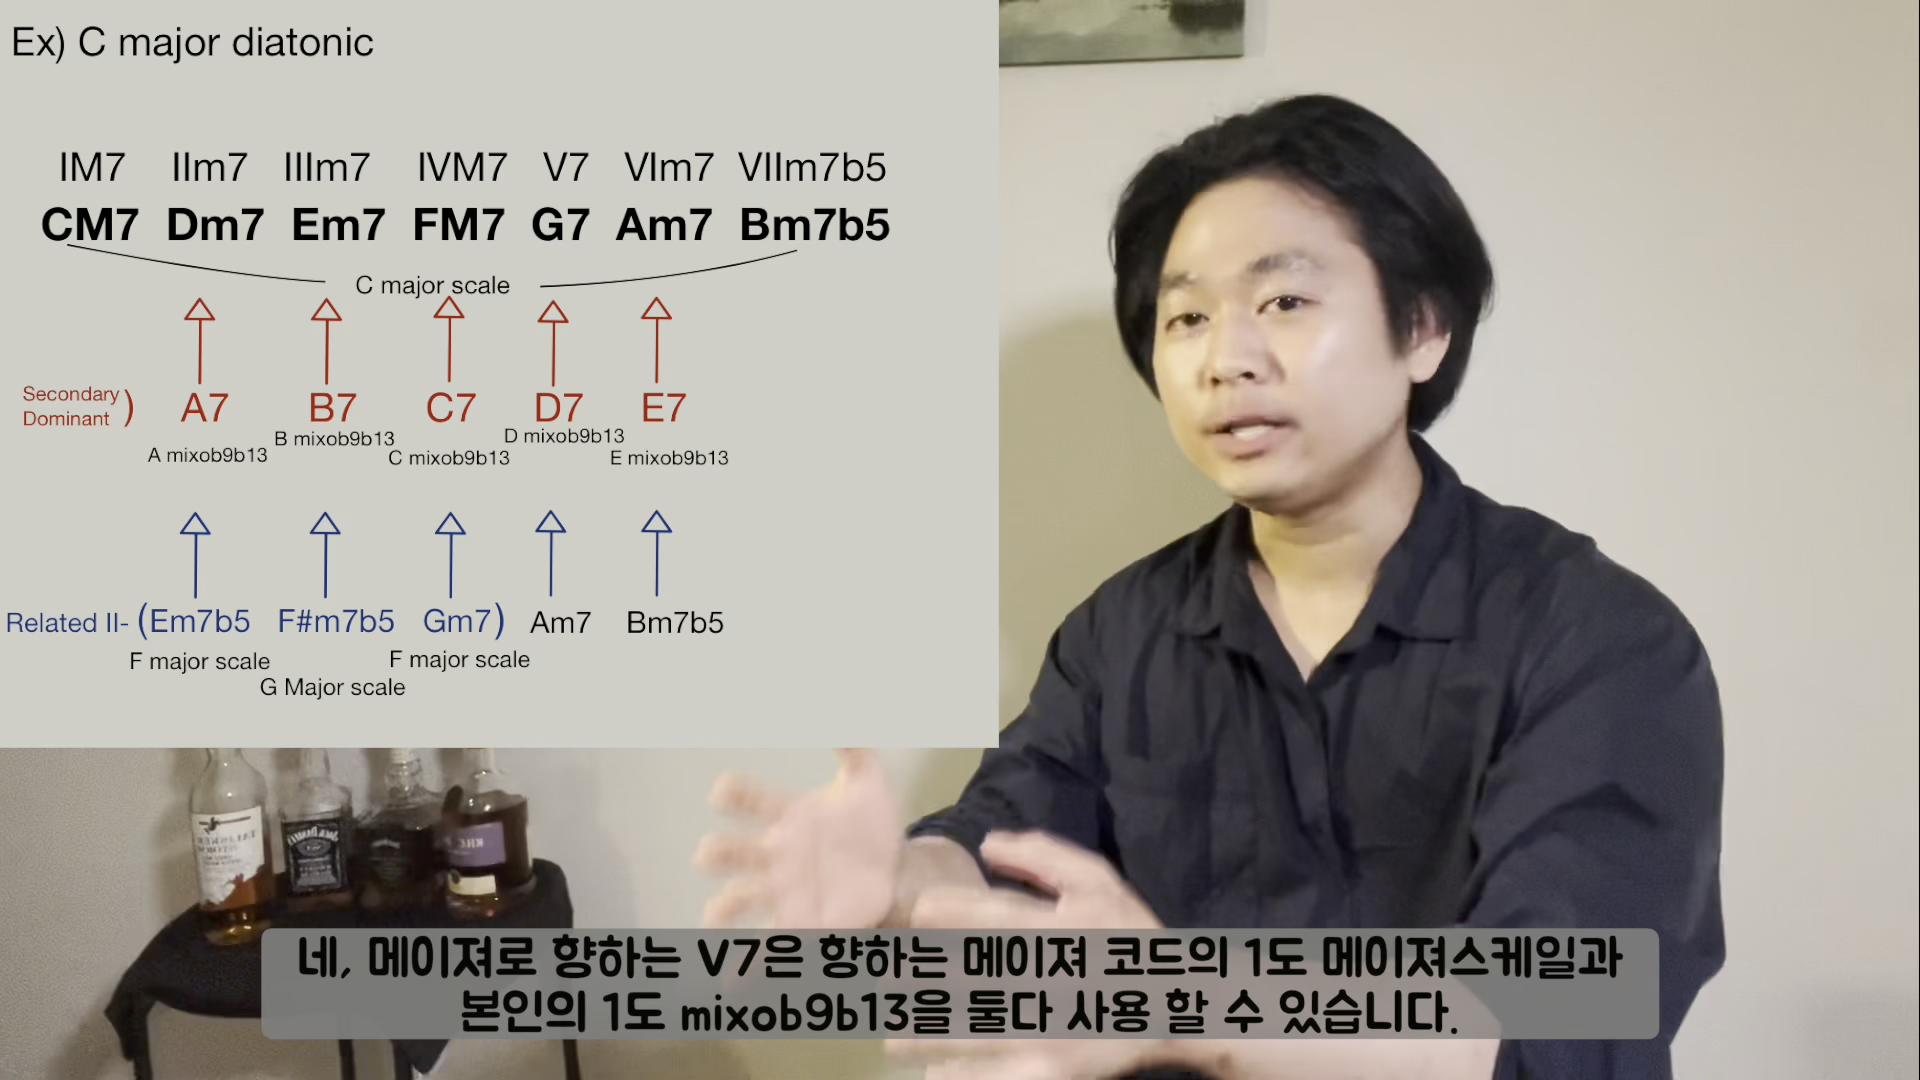 Ex) C major diatonic
IM7 IIm7 IIIm7 IVM7 V7 VIm7 VIIm7b5
CM7 Dm7 Em7 FM7 G7 Am7 Bm7b5
C major scale
Secondary
Dominant )
A7 B7 C7 D7 E7
A mixob9b13 B mixob9b13 C mixob9b13 D mixob9b13 E mixob9b13
Related II- (Em7b5 F#m7b5 Gm7) Am7 Bm7b5
F major scale F major scale
G Major scale
네, 메이져로 향하는 V7은 향하는 메이져 코드의 1도 메이져스케일과
본인의 1도 mixob9b13을 둘다 사용 할 수 있습니다.